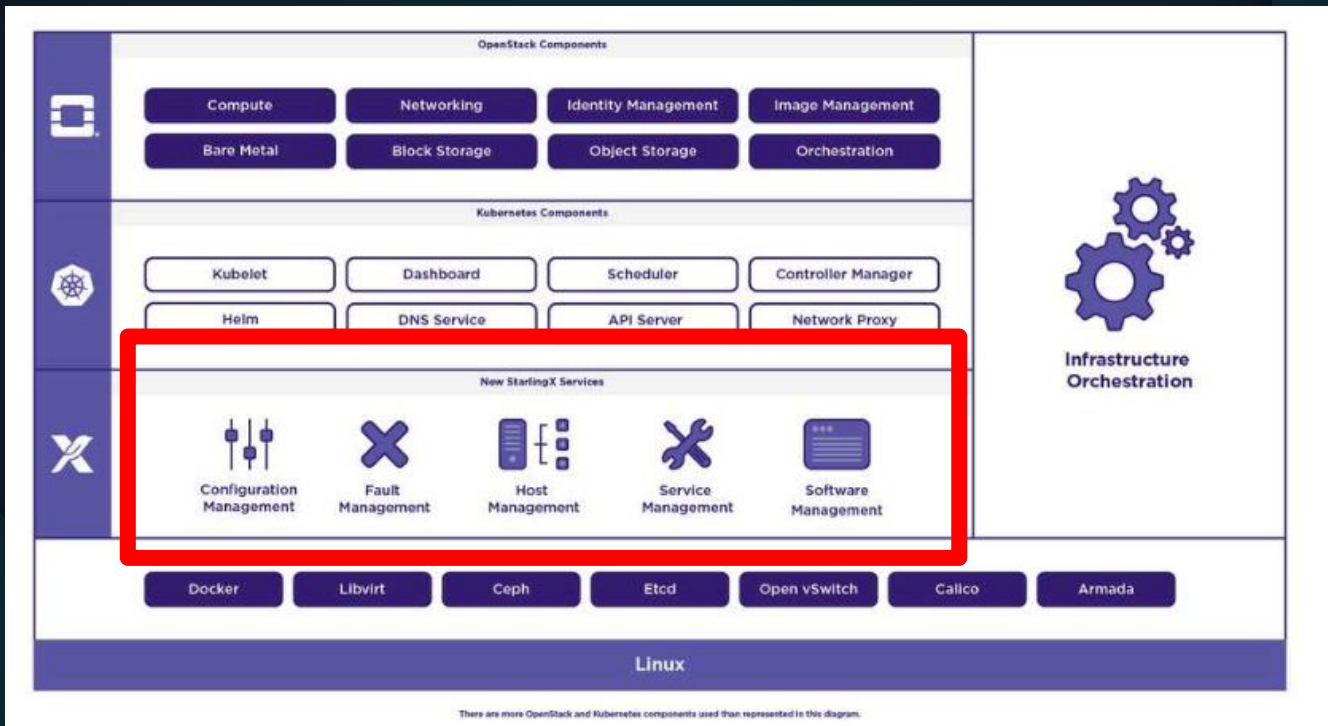 OpenStack Components
Compute Networking Identity Management Image Management
Bare Metal Block Storage Object Storage Orchestration
Kubernetes Components
Kubelet Dashboard Scheduler Controller Manager
Helm DNS Service API Server Network Proxy
Infrastructure
Orchestration
New StarlingX Services
Configuration
Management
Fault
Management
Host
Management
Service
Management
Software
Management
Docker Libvirt Ceph Etcd Open vSwitch Calico Armada
Linux
There are more OpenStack and Kubernetes components used than represented in this diagram.